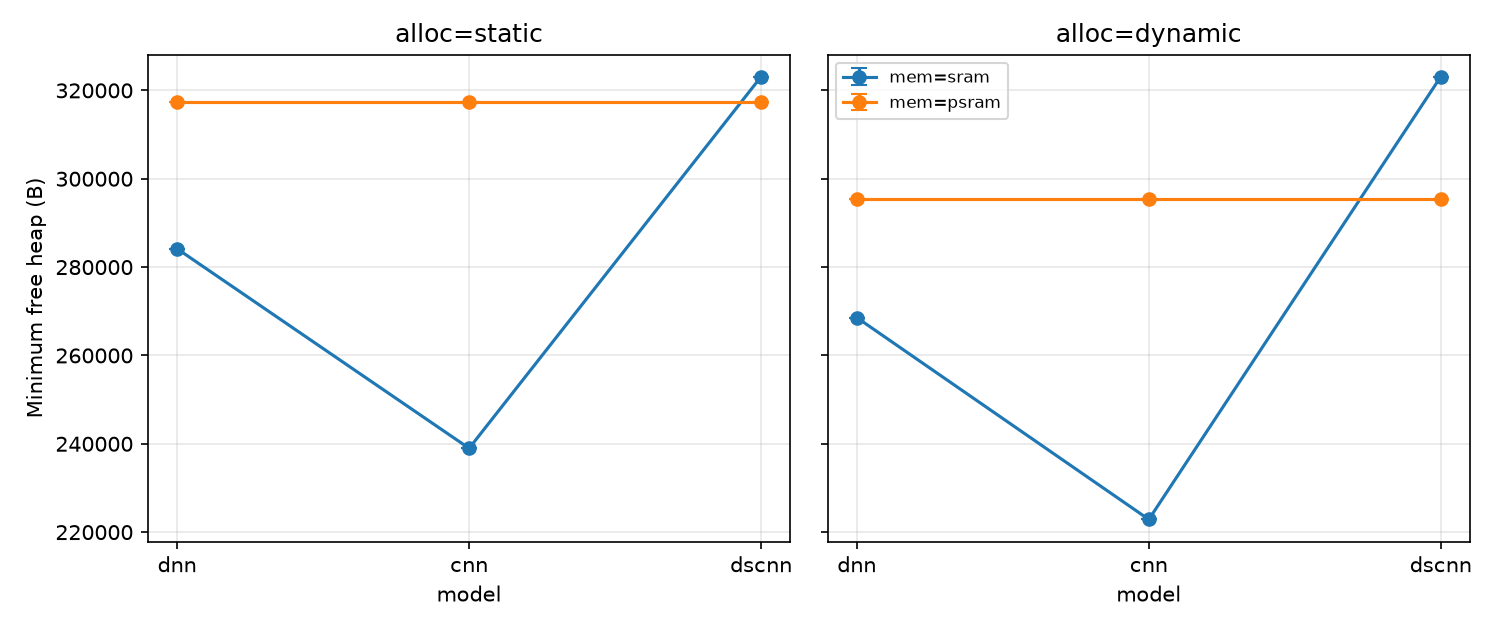 alloc=static
alloc=dynamic
Minimum free heap (B)
320000
300000
280000
260000
240000
220000
dnn
cnn
dscnn
model
mem=sram
mem=psram
dnn
cnn
dscnn
model